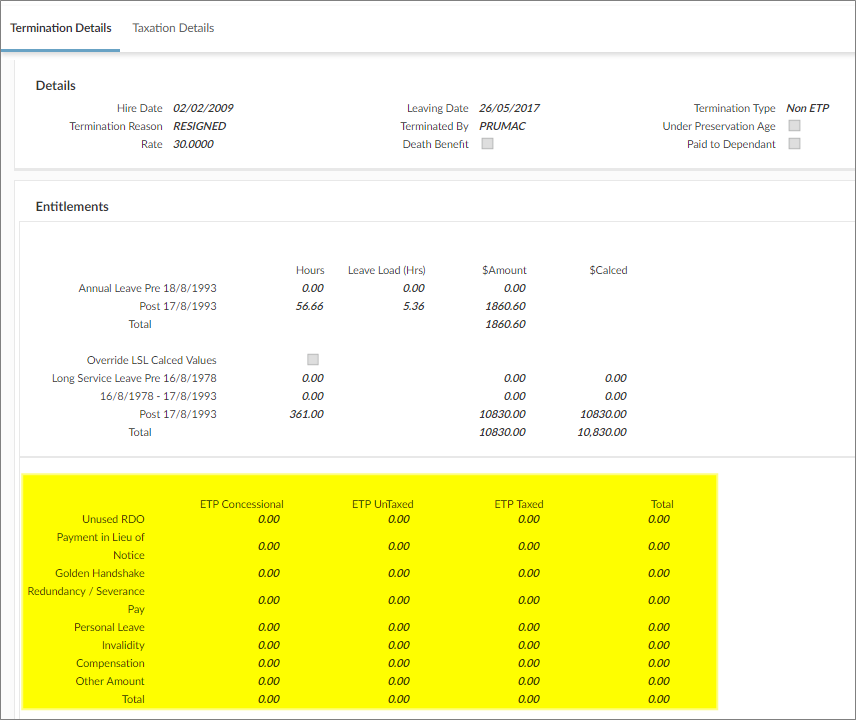 Termination Details Taxation Details
Details
Hire Date 02/02/2009 Leaving Date 26/05/2017 Termination Type Non ETP
Termination Reason RESIGNED Terminated By PRUMAC Under Preservation Age
Rate 30.0000 Death Benefit Paid to Dependant
Entitlements
Hours Leave Load (Hrs) $Amount $Calced
Annual Leave Pre 18/8/1993 0.00 0.00 0.00
Post 17/8/1993 56.66 5.36 1860.60
Total 1860.60
Override LSL Calced Values
Long Service Leave Pre 16/8/1978 0.00 0.00 0.00
16/8/1978 - 17/8/1993 0.00 0.00 0.00
Post 17/8/1993 361.00 10830.00 10830.00
Total 10830.00 10,830.00
ETP Concessional ETP UnTaxed ETP Taxed Total
Unused RDO 0.00 0.00 0.00 0.00
Payment in Lieu of
Notice 0.00 0.00 0.00 0.00
Golden Handshake 0.00 0.00 0.00 0.00
Redundancy / Severance
Pay 0.00 0.00 0.00 0.00
Personal Leave 0.00 0.00 0.00 0.00
Invalidity 0.00 0.00 0.00 0.00
Compensation 0.00 0.00 0.00 0.00
Other Amount 0.00 0.00 0.00 0.00
Total 0.00 0.00 0.00 0.00